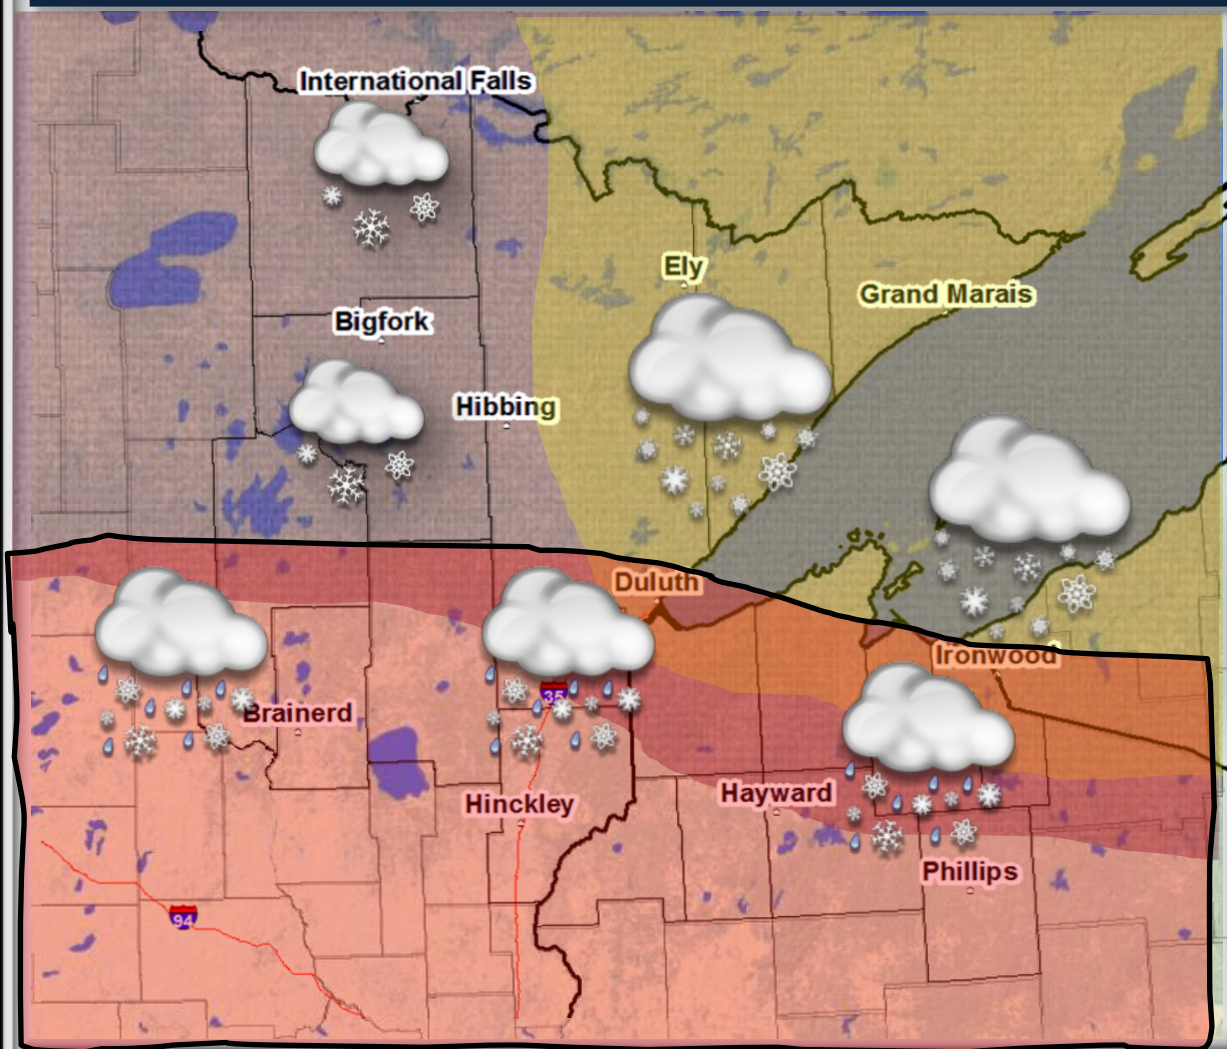 International Falls
Ely
Grand Marais
Bigfork
Hibbing
Duluth
Ironwood
35
Brainerd
Hayward
Hinckley
Phillips
94